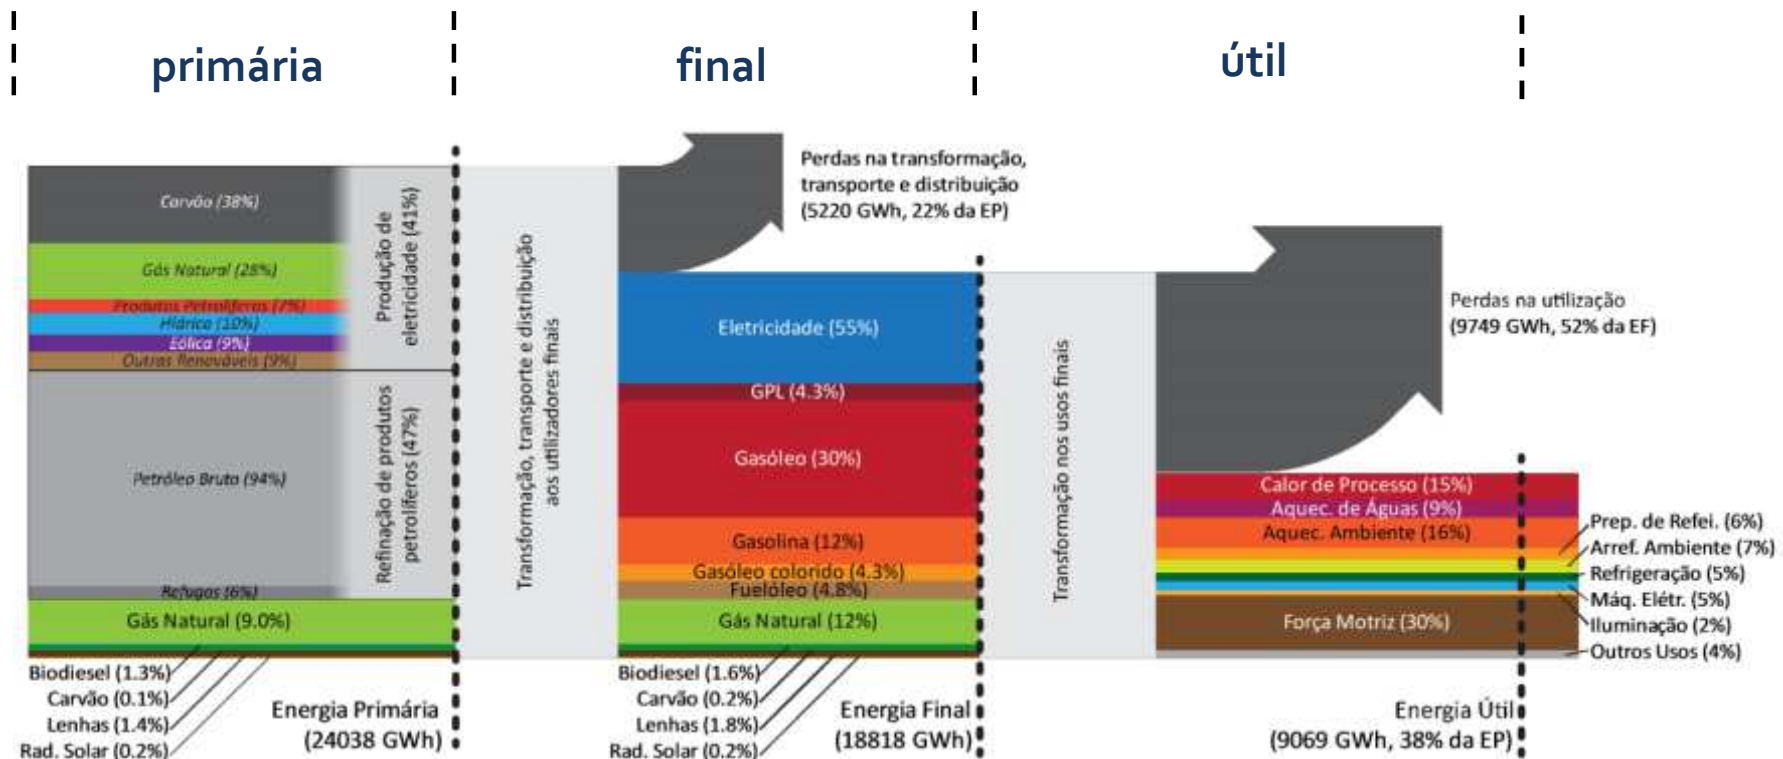 primária
final
útil
Carvão (38%)
Gás Natural (28%)
Produtos Petrolíferos (7%)
Hídrica (10%)
Eólica (9%)
Outras Renováveis (9%)
Produção de
eletricidade (41%)
Petróleo Bruto (94%)
Refugos (6%)
Refinação de produtos
petrolíferos (47%)
Gás Natural (9.0%)
Biodiesel (1.3%)
Carvão (0.1%)
Lenhas (1.4%)
Rad. Solar (0.2%)
Energia Primária
(24038 GWh)
Transformação, transporte e distribuição
aos utilizadores finais
Perdas na transformação,
transporte e distribuição
(5220 GWh, 22% da EP)
Eletricidade (55%)
GPL (4.3%)
Gasóleo (30%)
Gasolina (12%)
Gasóleo colorido (4.3%)
Fuelóleo (4.8%)
Gás Natural (12%)
Biodiesel (1.6%)
Carvão (0.2%)
Lenhas (1.8%)
Rad. Solar (0.2%)
Energia Final
(18818 GWh)
Transformação nos usos finais
Perdas na utilização
(9749 GWh, 52% da EF)
Calor de Processo (15%)
Aquec. de Águas (9%)
Aquec. Ambiente (16%)
Prep. de Refei. (6%)
Arref. Ambiente (7%)
Refrigeração (5%)
Máq. Elétr. (5%)
Iluminação (2%)
Força Motriz (30%)
Outros Usos (4%)
Energia Útil
(9069 GWh, 38% da EP)